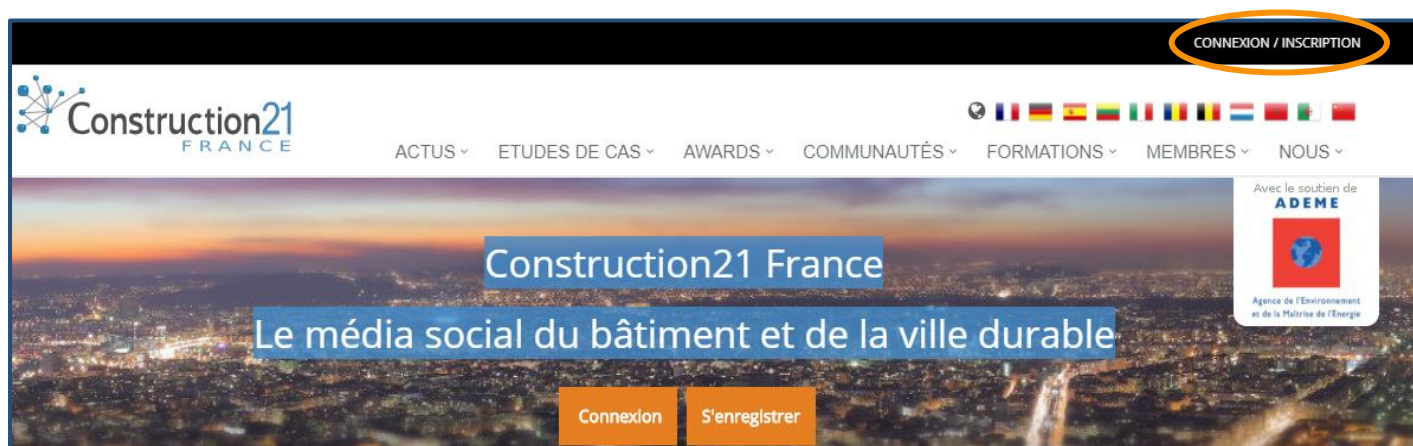 CONNEXION / INSCRIPTION
Construction21
FRANCE
ACTUS ETUDES DE CAS AWARDS COMMUNAUTÉS FORMATIONS MEMBRES NOUS
Avec le soutien de
ADEME
Agence de l'Environnement
et de la Maîtrise de l'Energie
Construction21 France
Le média social du bâtiment et de la ville durable
Connexion S'enregistrer